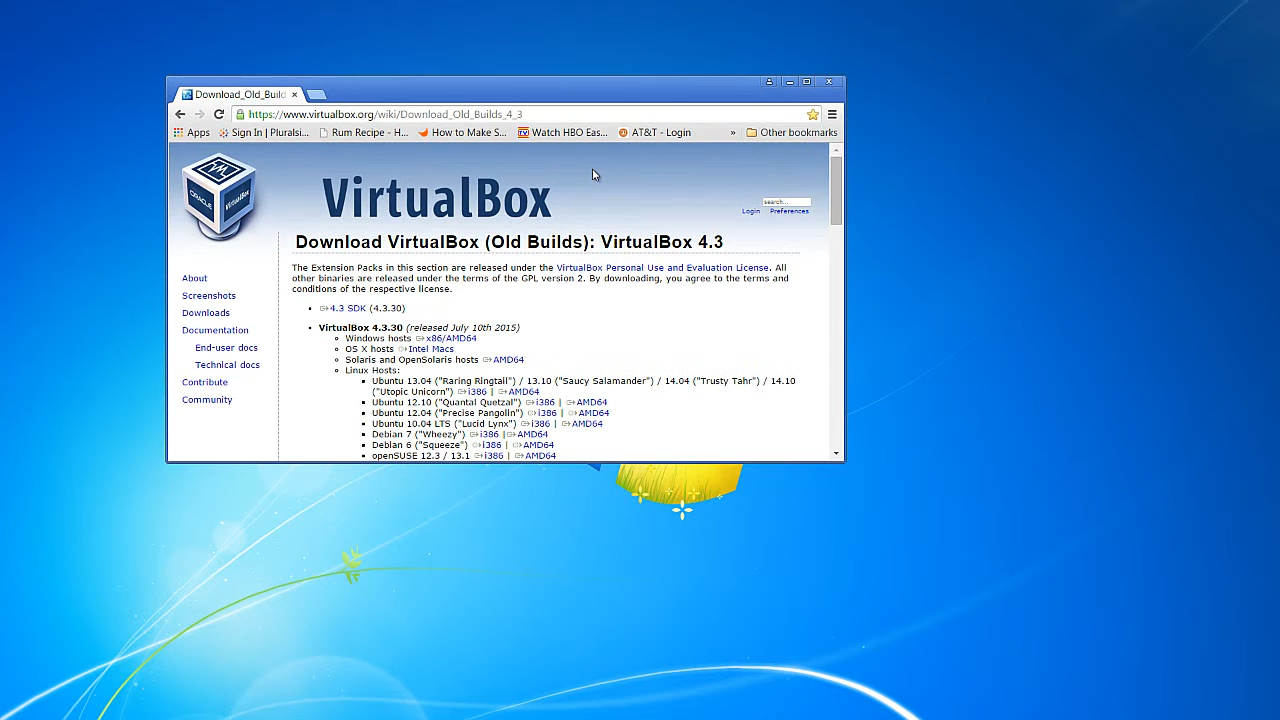 Download_Old_Build
https://www.virtualbox.org/wiki/Download_Old_Builds_4_3
Apps Sign In | Pluralsi... Rum Recipe - H... How to Make S... Watch HBO Eas... AT&T - Login » Other bookmarks
ORACLE
VirtualBox
VirtualBox
search...
Login Preferences
Download VirtualBox (Old Builds): VirtualBox 4.3
About
Screenshots
Downloads
Documentation
End-user docs
Technical docs
Contribute
Community
The Extension Packs in this section are released under the VirtualBox Personal Use and Evaluation License. All
other binaries are released under the terms of the GPL version 2. By downloading, you agree to the terms and
conditions of the respective license.
• 4.3 SDK (4.3.30)
• VirtualBox 4.3.30 (released July 10th 2015)
Windows hosts x86/AMD64
OS X hosts Intel Macs
Solaris and OpenSolaris hosts AMD64
Linux Hosts:
Ubuntu 13.04 ("Raring Ringtail") / 13.10 ("Saucy Salamander") / 14.04 ("Trusty Tahr") / 14.10
("Utopic Unicorn") i386 | AMD64
Ubuntu 12.10 ("Quantal Quetzal") i386 | AMD64
Ubuntu 12.04 ("Precise Pangolin") i386 | AMD64
Ubuntu 10.04 LTS ("Lucid Lynx") i386 | AMD64
Debian 7 ("Wheezy") i386 | AMD64
Debian 6 ("Squeeze") i386 | AMD64
openSUSE 12.3 / 13.1 i386 | AMD64